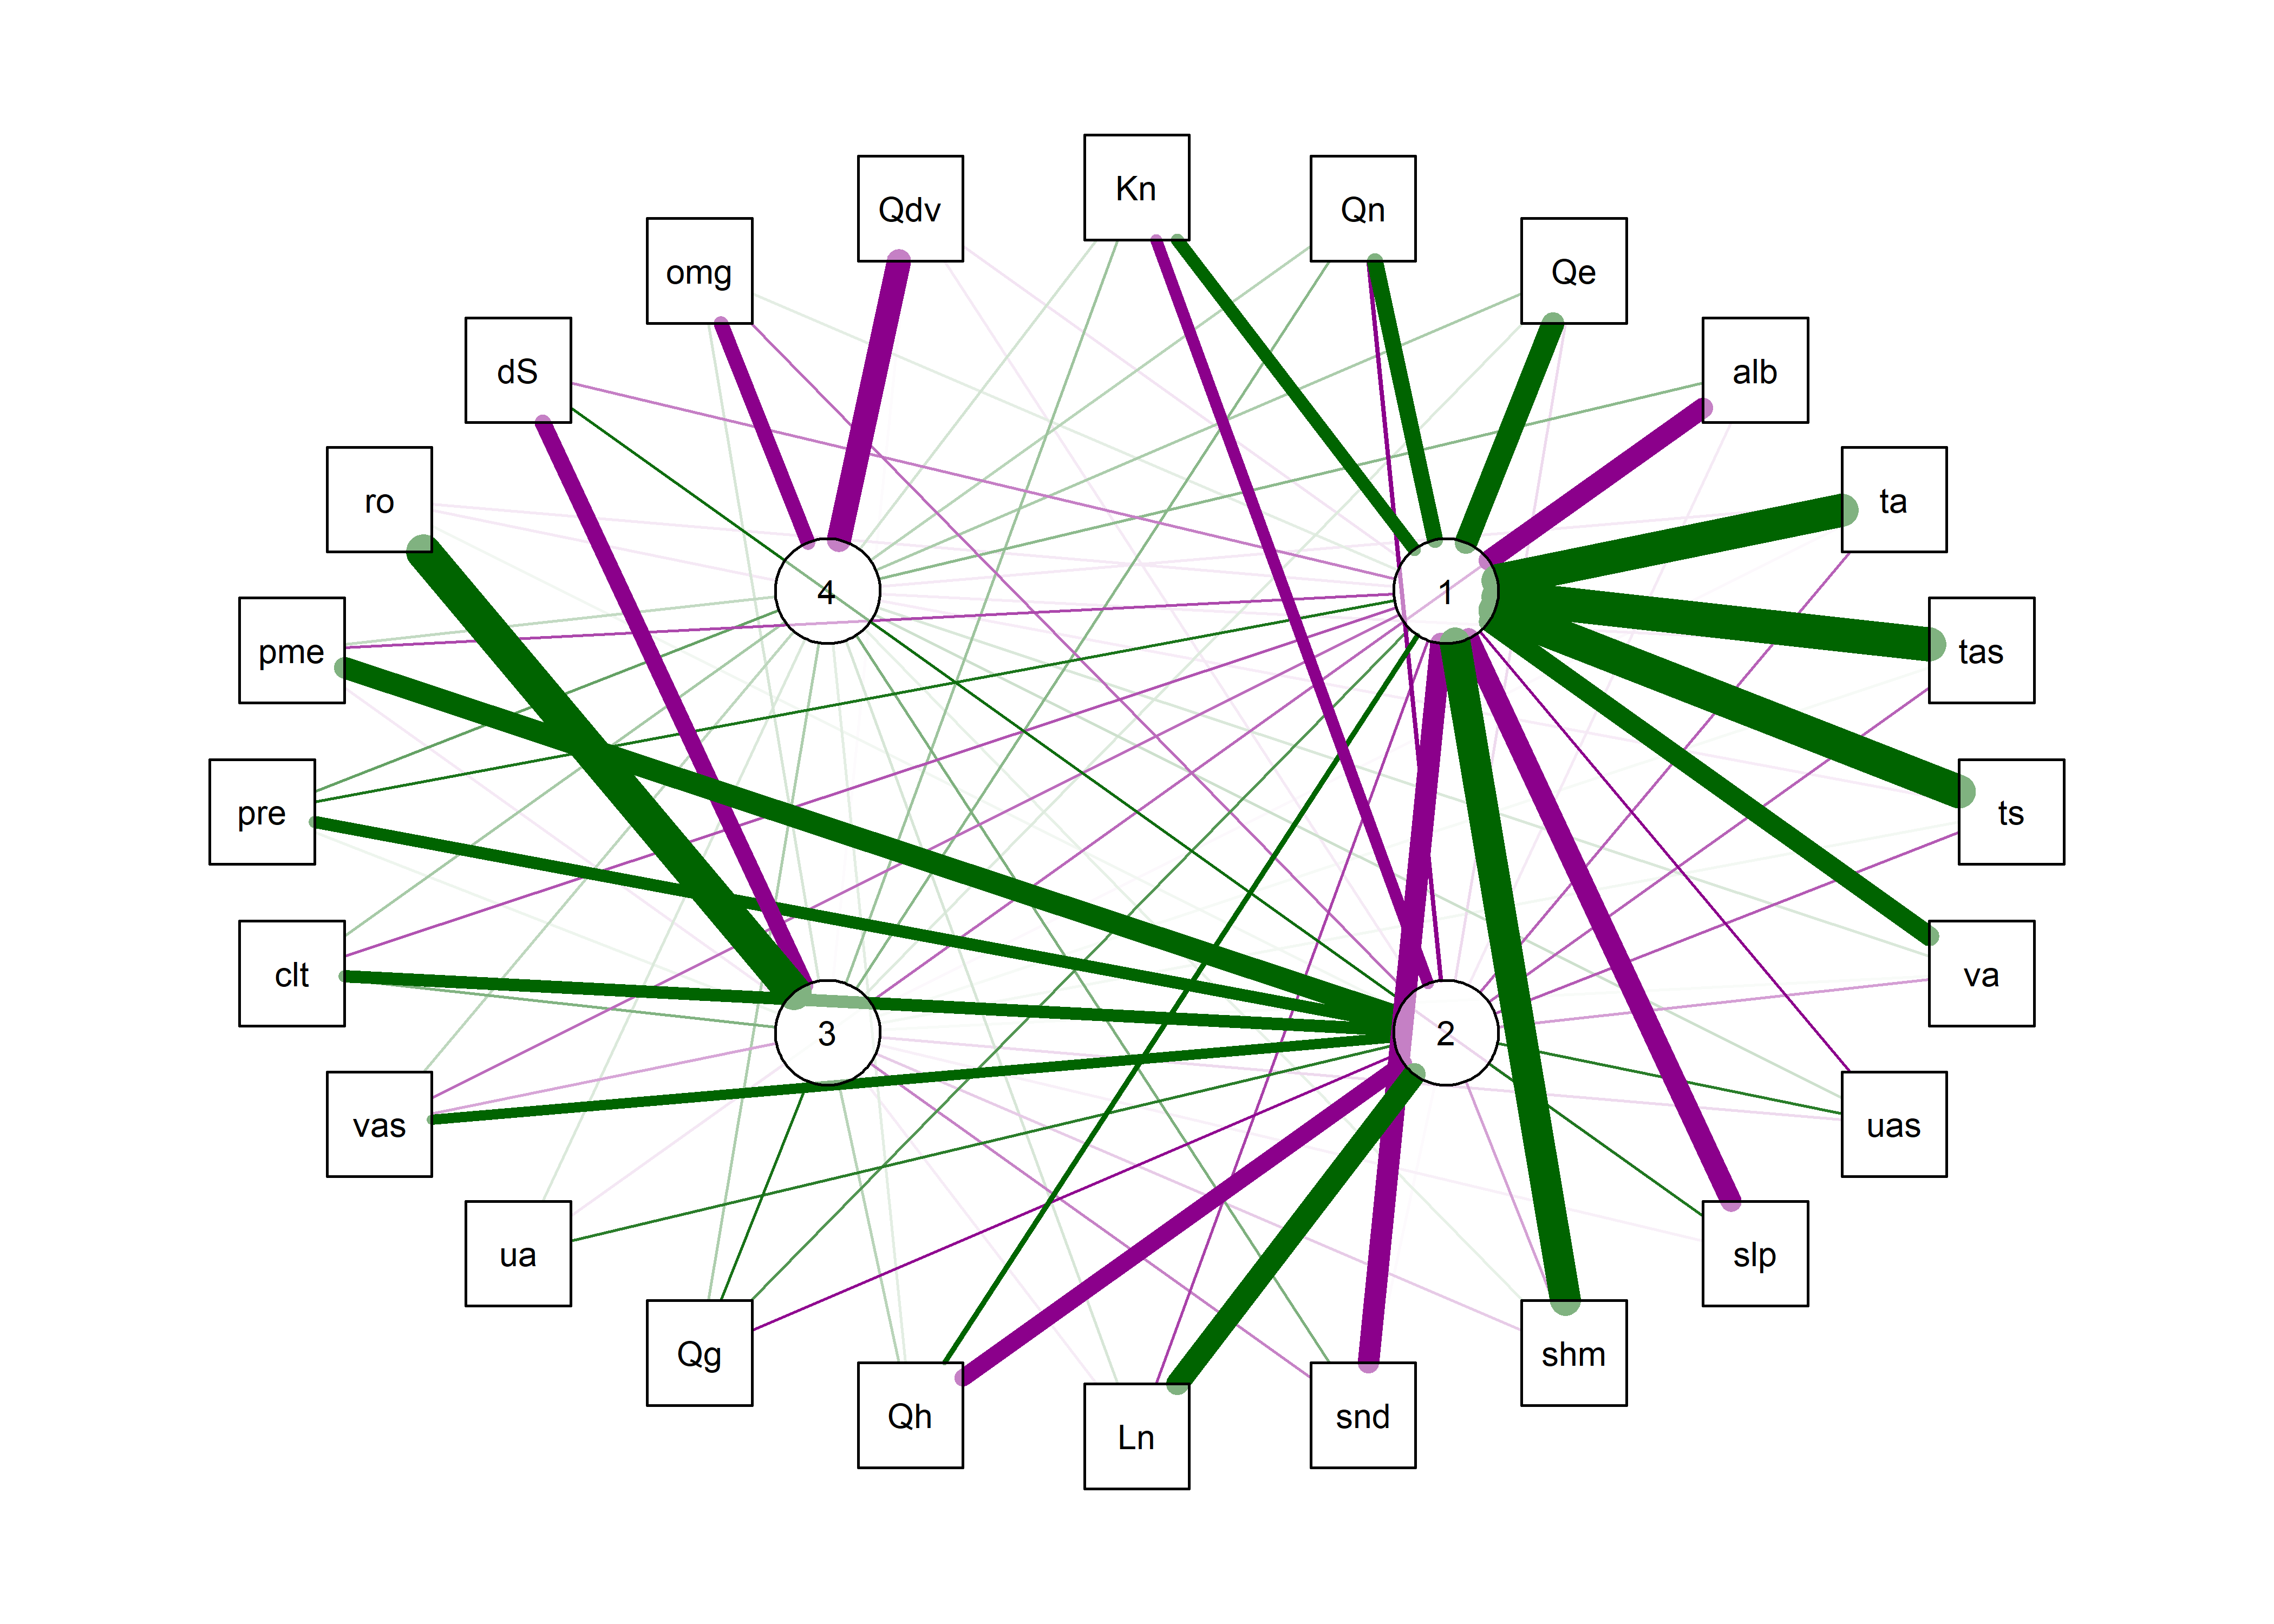 Kn
Qdv
Qn
omg
Qe
dS
alb
ro
ta
4
1
pme
tas
pre
ts
clt
va
3
2
vas
uas
ua
slp
Qg
shm
Qh
snd
Ln